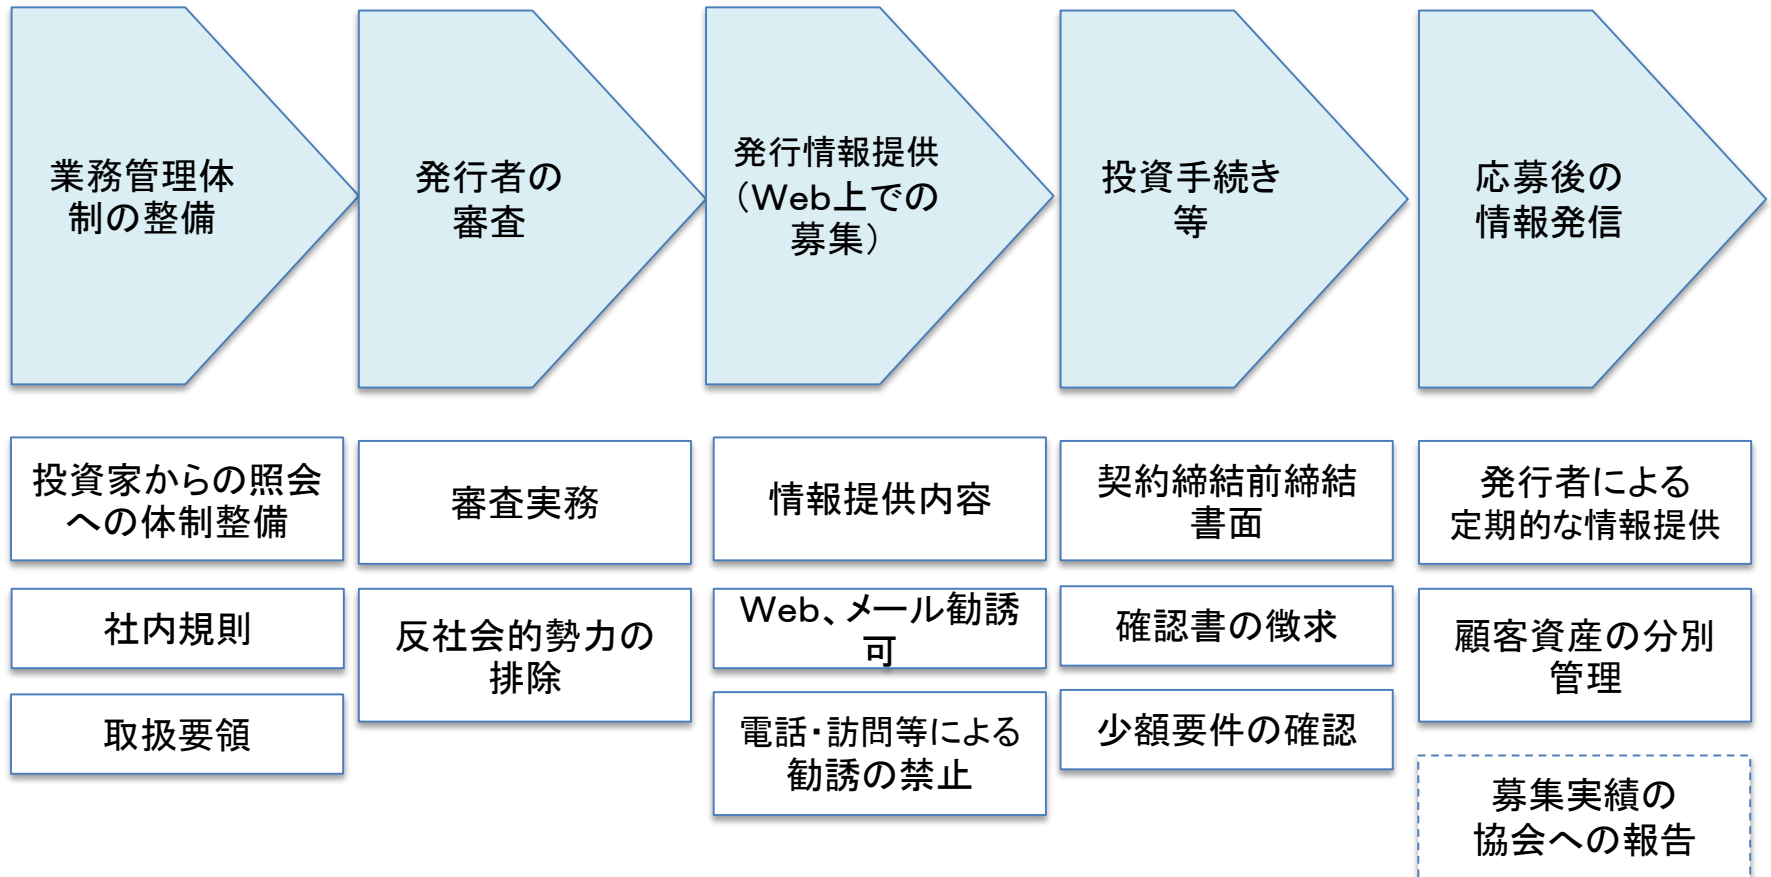 業務管理体
制の整備
発行者の
審査
発行情報提供
（Web上での
募集）
投資手続き
等
応募後の
情報発信
投資家からの照会
への体制整備
社内規則
取扱要領
審査実務
反社会的勢力の
排除
情報提供内容
Web、メール勧誘
可
電話・訪問等による
勧誘の禁止
契約締結前締結
書面
確認書の徴求
少額要件の確認
発行者による
定期的な情報提供
顧客資産の分別
管理
募集実績の
協会への報告